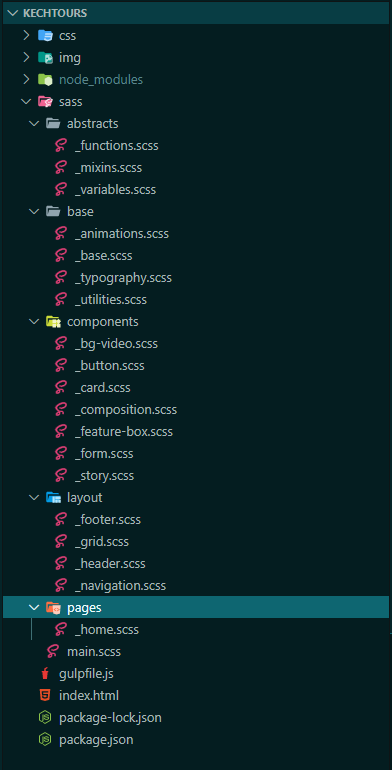 KECHTOURS
css
img
node_modules
sass
abstracts
_functions.scss
_mixins.scss
_variables.scss
base
_animations.scss
_base.scss
_typography.scss
_utilities.scss
components
_bg-video.scss
_button.scss
_card.scss
_composition.scss
_feature-box.scss
_form.scss
_story.scss
layout
_footer.scss
_grid.scss
_header.scss
_navigation.scss
pages
_home.scss
main.scss
gulpfile.js
index.html
package-lock.json
package.json